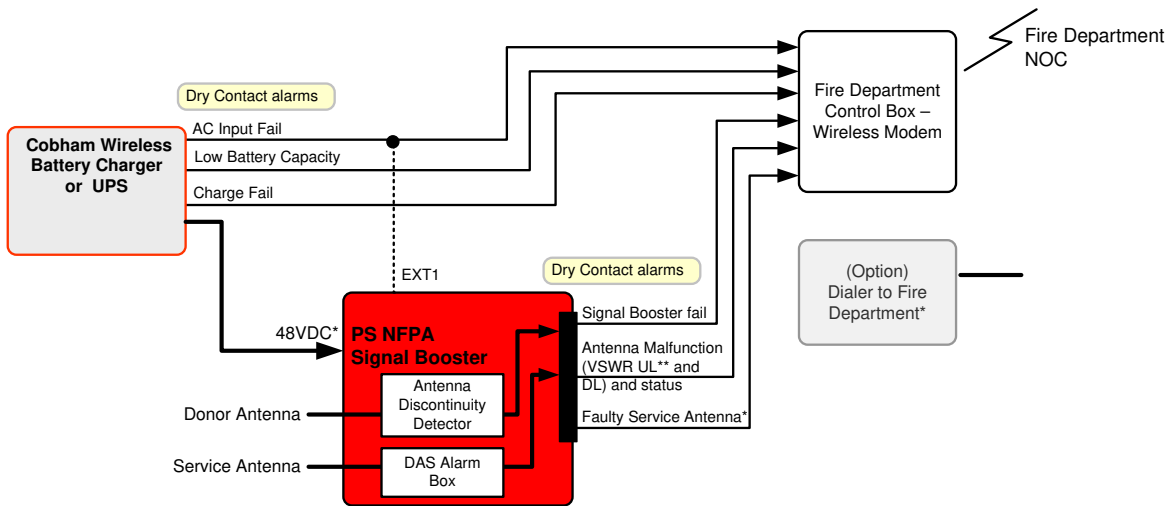 Fire Department
NOC
Dry Contact alarms
AC Input Fail
Cobham Wireless
Battery Charger
or UPS
Low Battery Capacity
Charge Fail
Fire Department
Control Box –
Wireless Modem
EXT1
Dry Contact alarms
(Option)
Dialer to Fire
Department*
48VDC*
PS NFPA
Signal Booster
Signal Booster fail
Antenna Malfunction
(VSWR UL** and
DL) and status
Antenna
Discontinuity
Detector
Donor Antenna
Faulty Service Antenna*
Service Antenna
DAS Alarm
Box